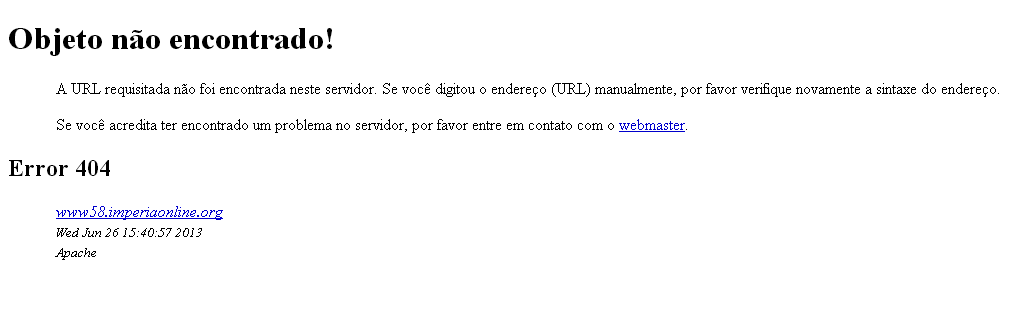 Objeto não encontrado!
A URL requisitada não foi encontrada neste servidor. Se você digitou o endereço (URL) manualmente, por favor verifique novamente a sintaxe do endereço.
Se você acredita ter encontrado um problema no servidor, por favor entre em contato com o webmaster.
Error 404
www58.imperiaonline.org
Wed Jun 26 15:40:57 2013
Apache